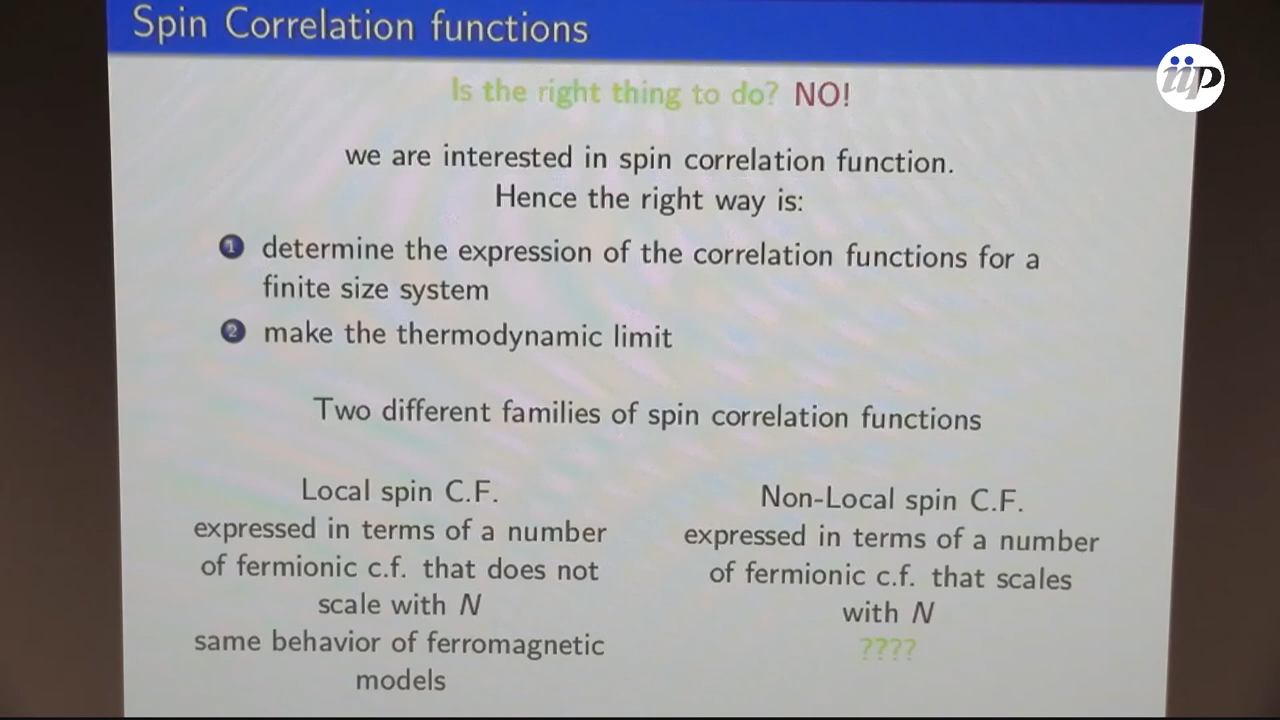 Spin Correlation functions
iip
Is the right thing to do? NO!
we are interested in spin correlation function.
Hence the right way is:
1 determine the expression of the correlation functions for a
finite size system
2 make the thermodynamic limit
Two different families of spin correlation functions
Local spin C.F.
expressed in terms of a number
of fermionic c.f. that does not
scale with N
same behavior of ferromagnetic
models
Non-Local spin C.F.
expressed in terms of a number
of fermionic c.f. that scales
with N
????